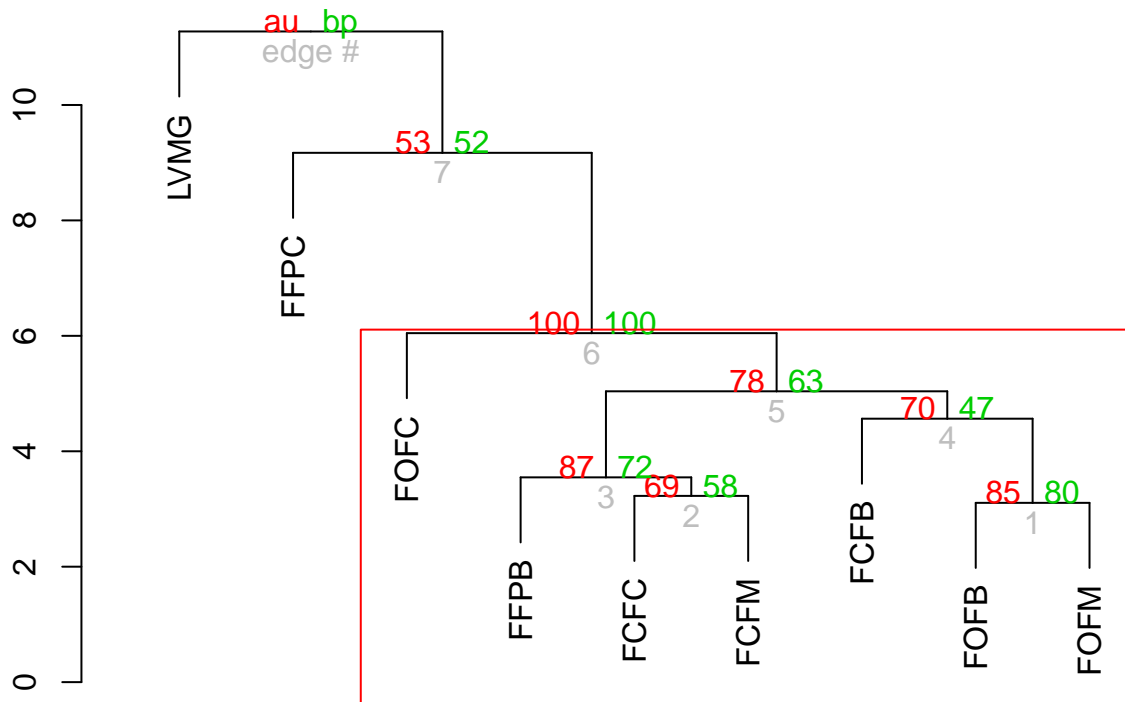 au bp
edge #
10
LVMG
53 52
7
8
FFPC
100 100
6
6
78 63
5
70 47
4
FOFC
4
87 72
3
69 58
2
FCFB
85 80
1
2
FFPB
FCFC
FCFM
FOFB
FOFM
0